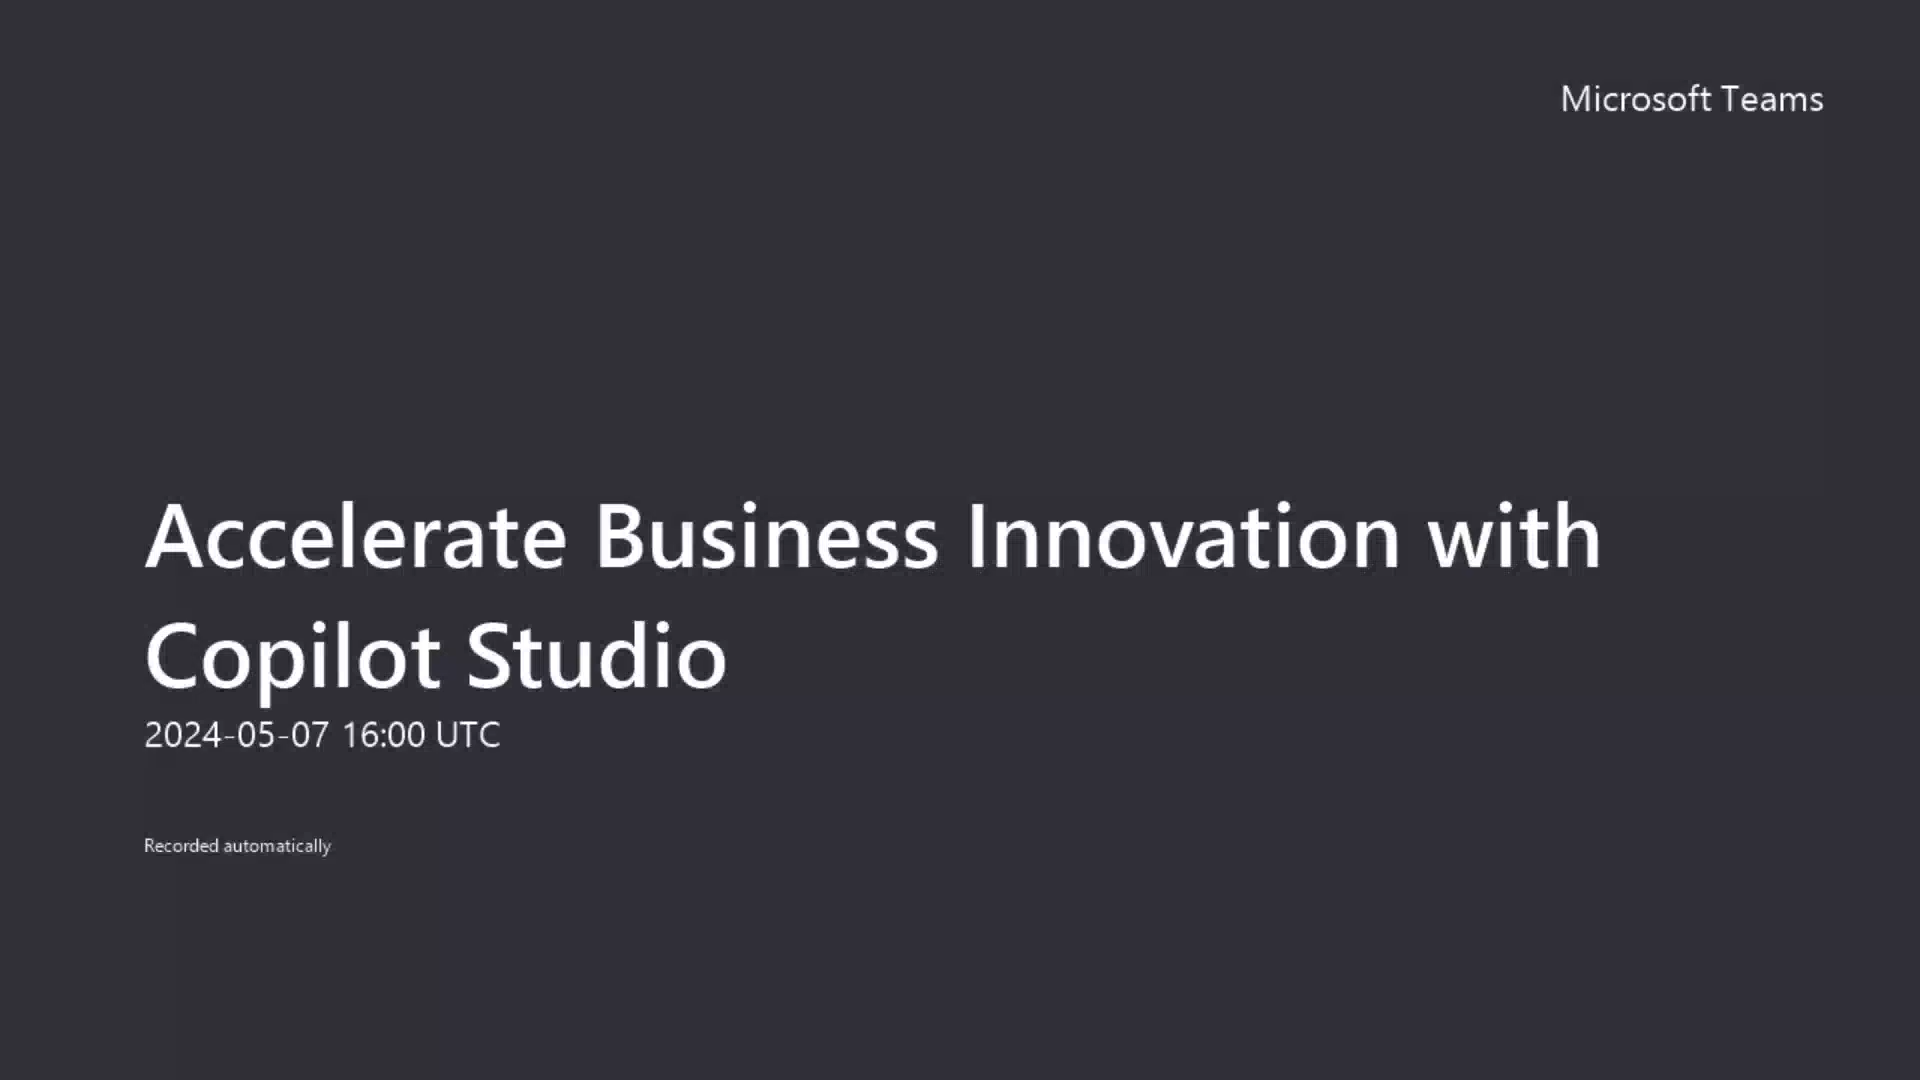 Microsoft Teams
Accelerate Business Innovation with
Copilot Studio
2024-05-07 16:00 UTC
Recorded automatically